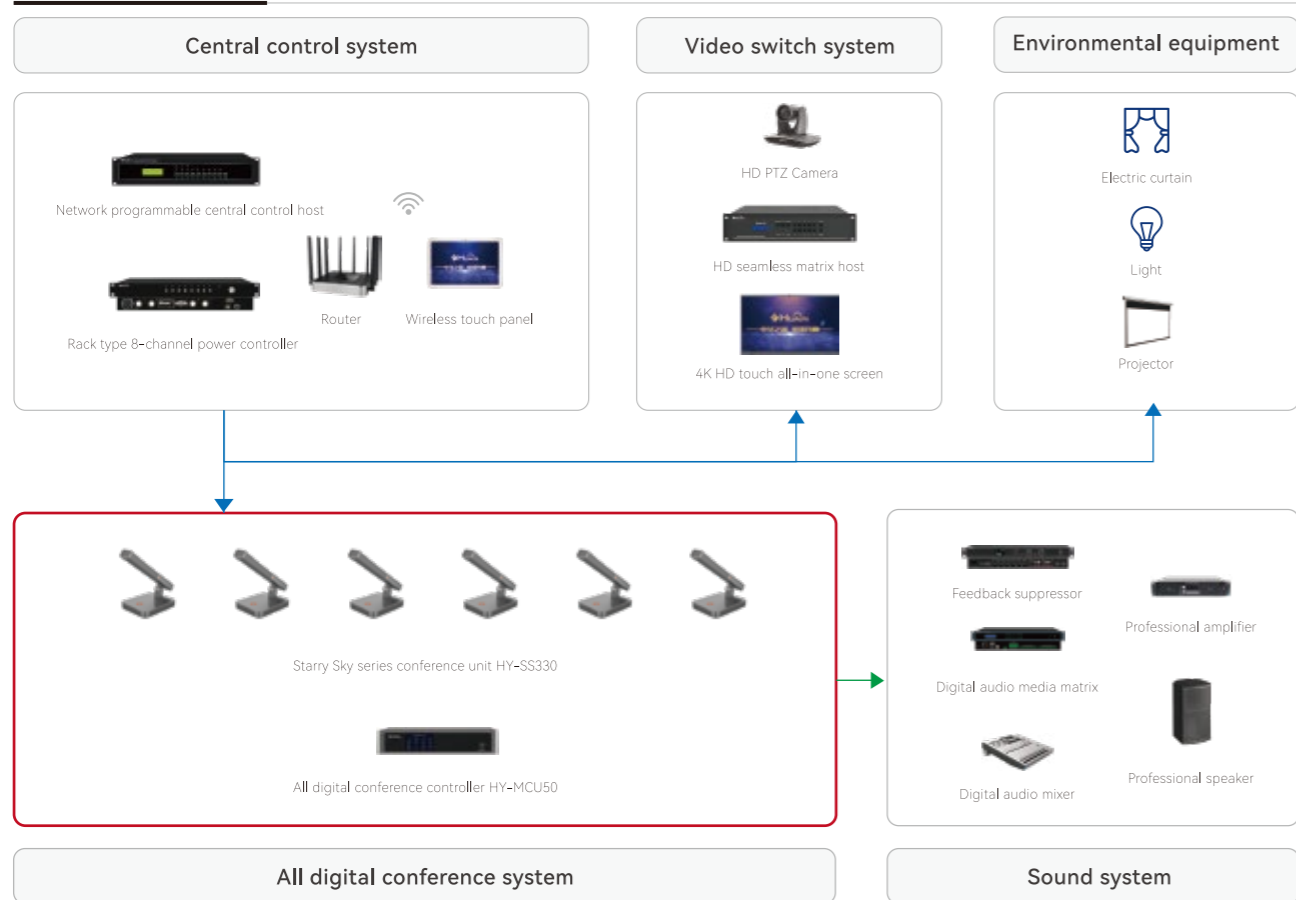 Central control system
Video switch system
Environmental equipment
Network programmable central control host
Router
Wireless touch panel
Rack type 8-channel power controller
HD PTZ Camera
HD seamless matrix host
4K HD touch all-in-one screen
Electric curtain
Light
Projector
Starry Sky series conference unit HY-SS330
All digital conference controller HY-MCU50
Feedback suppressor
Professional amplifier
Digital audio media matrix
Professional speaker
Digital audio mixer
All digital conference system
Sound system